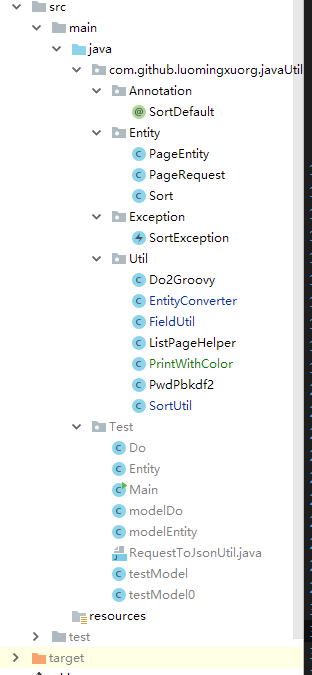 src
main
java
com.github.luomingxuorg.javaUtil
Annotation
SortDefault
Entity
PageEntity
PageRequest
Sort
Exception
SortException
Util
Do2Groovy
EntityConverter
FieldUtil
ListPageHelper
PrintWithColor
PwdPbkdf2
SortUtil
Test
Do
Entity
Main
modelDo
modelEntity
RequestToJsonUtil.java
testModel
testModel0
resources
test
target